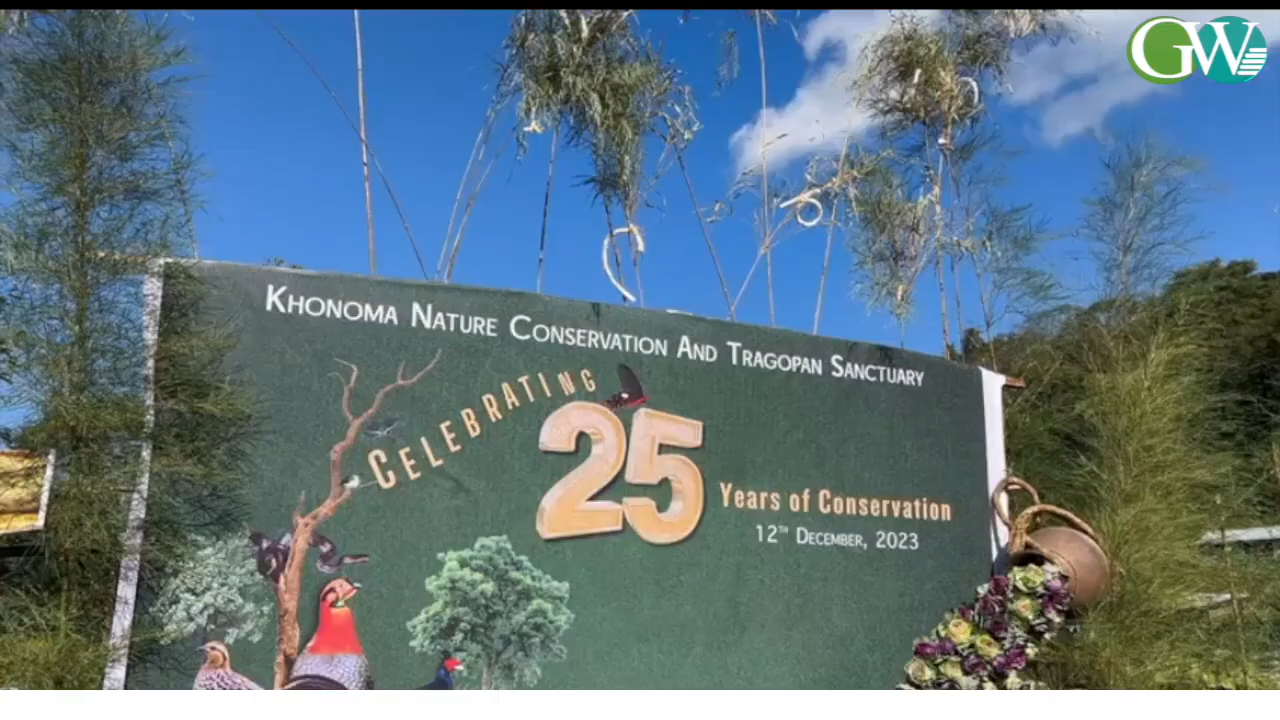 GW
Khonoma Nature Conservation And Tragopan Sanctuary
Celebrating
25
Years of Conservation
12th December, 2023